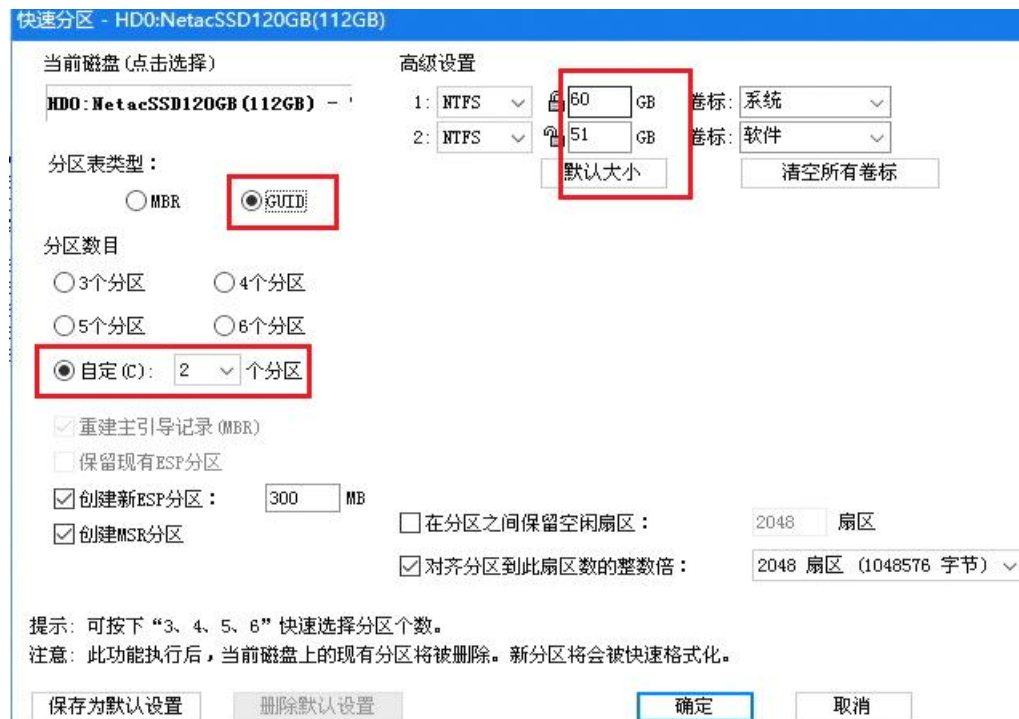 快速分区 - HD0:NetacSSD120GB(112GB)
当前磁盘(点击选择)
HD0:NetacSSD120GB(112GB) - '
分区表类型：
MBR GUID
分区数目
3个分区 4个分区
5个分区 6个分区
自定(C): 2 个分区
重建主引导记录(MBR)
保留现有ESP分区
创建新ESP分区： 300 MB
创建MSR分区
高级设置
1: NTFS 60 GB 卷标: 系统
2: NTFS 51 GB 卷标: 软件
默认大小 清空所有卷标
在分区之间保留空闲扇区： 2048 扇区
对齐分区到此扇区数的整数倍： 2048 扇区 (1048576 字节)
提示: 可按下“3、4、5、6”快速选择分区个数。
注意: 此功能执行后，当前磁盘上的现有分区将被删除。新分区将会被快速格式化。
保存为默认设置 删除默认设置 确定 取消